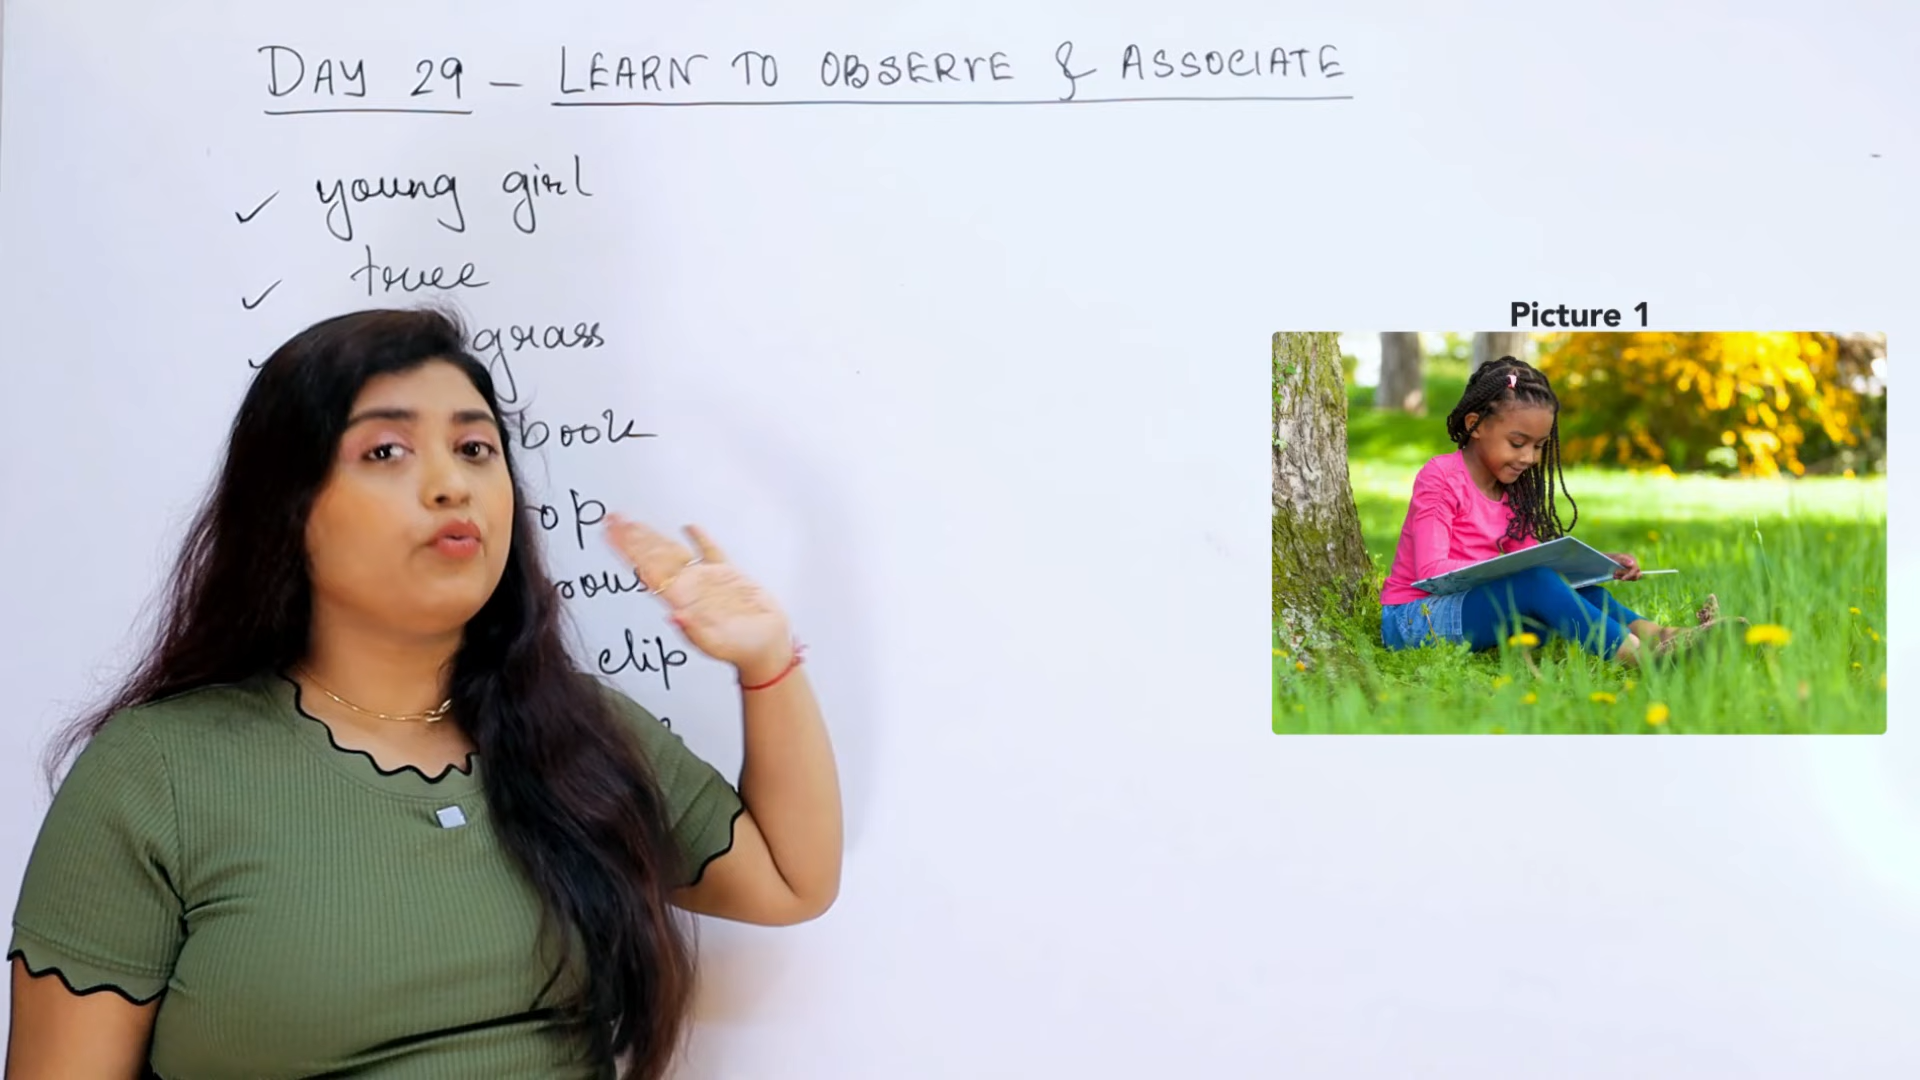 DAY 29 - LEARN TO OBSERVE & ASSOCIATE
young girl
tree
grass
book
Picture 1
clip